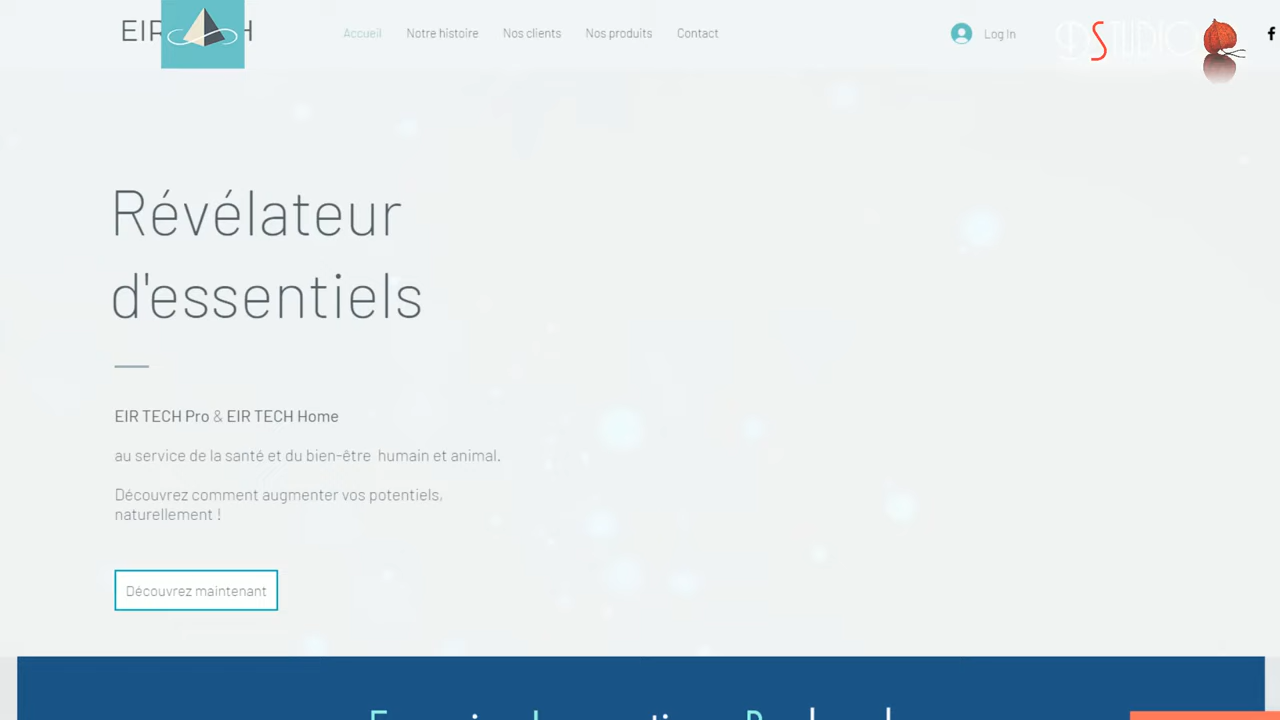 EIR
H
Accueil
Notre histoire
Nos clients
Nos produits
Contact
Log In
DSTUDIO
Révélateur
d'essentiels
EIR TECH Pro & EIR TECH Home
au service de la santé et du bien-être humain et animal.
Découvrez comment augmenter vos potentiels,
naturellement !
Découvrez maintenant